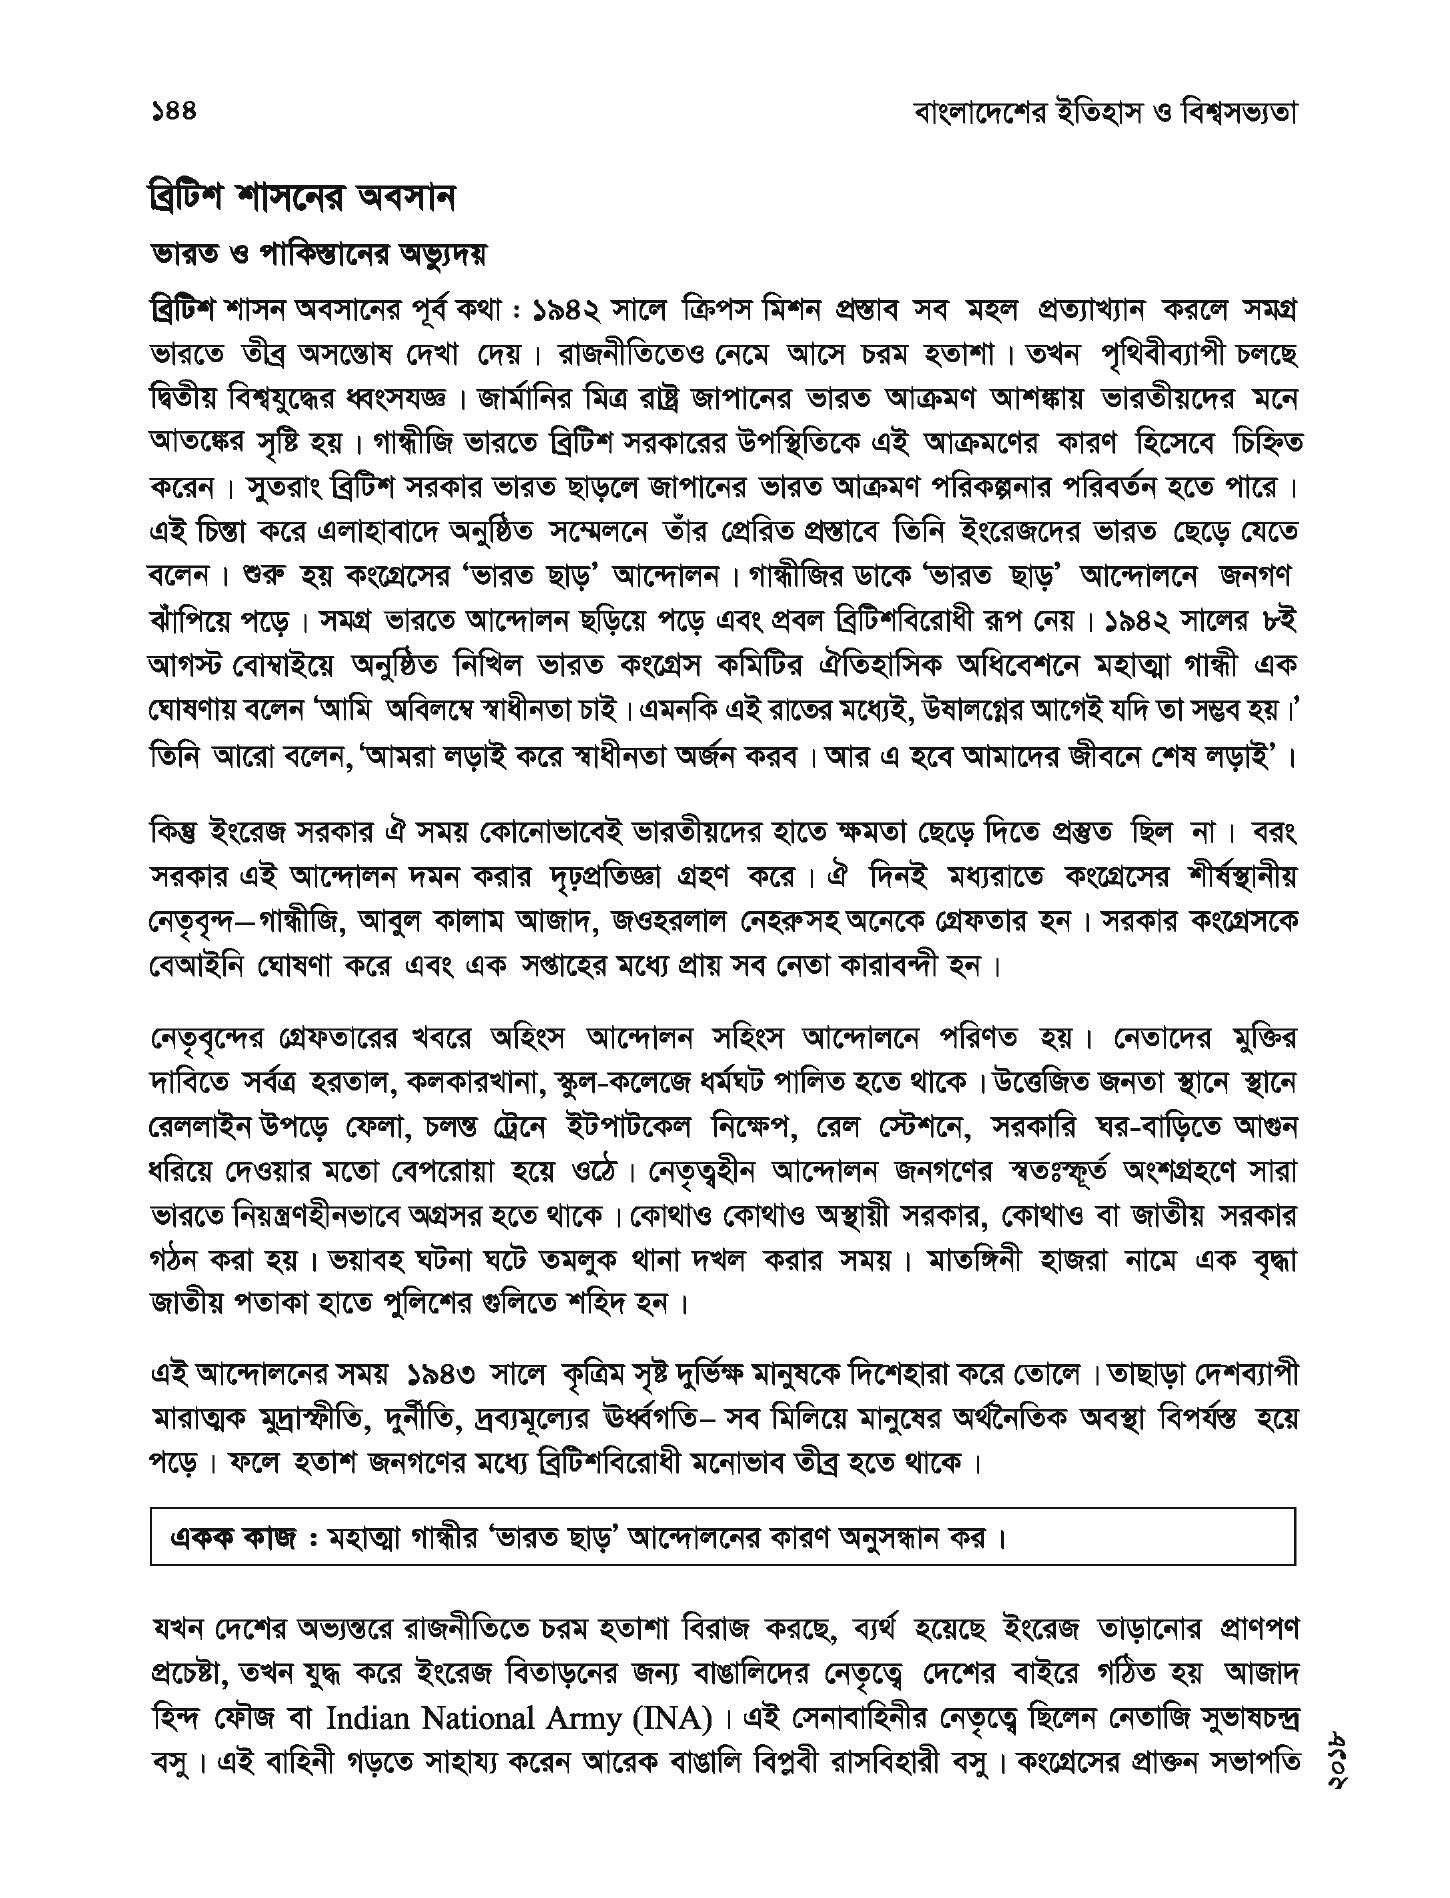 ১৪৪
বাংলাদেশের ইতিহাস ও বিশ্বসভ্যতা
ব্রিটিশ শাসনের অবসান
ভারত ও পাকিস্তানের অভ্যুদয়
ব্রিটিশ শাসন অবসানের পূর্ব কথা : ১৯৪২ সালে ক্রিপস মিশন প্রস্তাব সব মহল প্রত্যাখ্যান করলে সমগ্র
ভারতে তীব্র অসন্তোষ দেখা দেয়। রাজনীতিতেও নেমে আসে চরম হতাশা। তখন পৃথিবীব্যাপী চলছে
দ্বিতীয় বিশ্বযুদ্ধের ধ্বংসযজ্ঞ। জার্মানির মিত্র রাষ্ট্র জাপানের ভারত আক্রমণ আশঙ্কায় ভারতীয়দের মনে
আতঙ্কের সৃষ্টি হয়। গান্ধীজি ভারতে ব্রিটিশ সরকারের উপস্থিতিকে এই আক্রমণের কারণ হিসেবে চিহ্নিত
করেন। সুতরাং ব্রিটিশ সরকার ভারত ছাড়লে জাপানের ভারত আক্রমণ পরিকল্পনার পরিবর্তন হতে পারে।
এই চিন্তা করে এলাহাবাদে অনুষ্ঠিত সম্মেলনে তাঁর প্রেরিত প্রস্তাবে তিনি ইংরেজদের ভারত ছেড়ে যেতে
বলেন। শুরু হয় কংগ্রেসের ‘ভারত ছাড়’ আন্দোলন। গান্ধীজির ডাকে ‘ভারত ছাড়’ আন্দোলনে জনগণ
ঝাঁপিয়ে পড়ে। সমগ্র ভারতে আন্দোলন ছড়িয়ে পড়ে এবং প্রবল ব্রিটিশবিরোধী রূপ নেয়। ১৯৪২ সালের ৮ই
আগস্ট বোম্বাইয়ে অনুষ্ঠিত নিখিল ভারত কংগ্রেস কমিটির ঐতিহাসিক অধিবেশনে মহাত্মা গান্ধী এক
ঘোষণায় বলেন ‘আমি অবিলম্বে স্বাধীনতা চাই। এমনকি এই রাতের মধ্যেই, উষালগ্নের আগেই যদি তা সম্ভব হয়।’
তিনি আরো বলেন, ‘আমরা লড়াই করে স্বাধীনতা অর্জন করব। আর এ হবে আমাদের জীবনে শেষ লড়াই’।
কিন্তু ইংরেজ সরকার ঐ সময় কোনোভাবেই ভারতীয়দের হাতে ক্ষমতা ছেড়ে দিতে প্রস্তুত ছিল না। বরং
সরকার এই আন্দোলন দমন করার দৃঢ়প্রতিজ্ঞা গ্রহণ করে। ঐ দিনই মধ্যরাতে কংগ্রেসের শীর্ষস্থানীয়
নেতৃবৃন্দ–গান্ধীজি, আবুল কালাম আজাদ, জওহরলাল নেহরুসহ অনেকে গ্রেফতার হন। সরকার কংগ্রেসকে
বেআইনি ঘোষণা করে এবং এক সপ্তাহের মধ্যে প্রায় সব নেতা কারাবন্দী হন।
নেতৃবৃন্দের গ্রেফতারের খবরে অহিংস আন্দোলন সহিংস আন্দোলনে পরিণত হয়। নেতাদের মুক্তির
দাবিতে সর্বত্র হরতাল, কলকারখানা, স্কুল-কলেজে ধর্মঘট পালিত হতে থাকে। উত্তেজিত জনতা স্থানে স্থানে
রেললাইন উপড়ে ফেলা, চলন্ত ট্রেনে ইটপাটকেল নিক্ষেপ, রেল স্টেশনে, সরকারি ঘর-বাড়িতে আগুন
ধরিয়ে দেওয়ার মতো বেপরোয়া হয়ে ওঠে। নেতৃত্বহীন আন্দোলন জনগণের স্বতঃস্ফূর্ত অংশগ্রহণে সারা
ভারতে নিয়ন্ত্রণহীনভাবে অগ্রসর হতে থাকে। কোথাও কোথাও অস্থায়ী সরকার, কোথাও বা জাতীয় সরকার
গঠন করা হয়। ভয়াবহ ঘটনা ঘটে তমলুক থানা দখল করার সময়। মাতঙ্গিনী হাজরা নামে এক বৃদ্ধা
জাতীয় পতাকা হাতে পুলিশের গুলিতে শহিদ হন।
এই আন্দোলনের সময় ১৯৪৩ সালে কৃত্রিম সৃষ্ট দুর্ভিক্ষ মানুষকে দিশেহারা করে তোলে। তাছাড়া দেশব্যাপী
মারাত্মক মুদ্রাস্ফীতি, দুর্নীতি, দ্রব্যমূল্যের ঊর্ধ্বগতি– সব মিলিয়ে মানুষের অর্থনৈতিক অবস্থা বিপর্যস্ত হয়ে
পড়ে। ফলে হতাশ জনগণের মধ্যে ব্রিটিশবিরোধী মনোভাব তীব্র হতে থাকে।
একক কাজ : মহাত্মা গান্ধীর ‘ভারত ছাড়’ আন্দোলনের কারণ অনুসন্ধান কর।
যখন দেশের অভ্যন্তরে রাজনীতিতে চরম হতাশা বিরাজ করছে, ব্যর্থ হয়েছে ইংরেজ তাড়ানোর প্রাণপণ
প্রচেষ্টা, তখন যুদ্ধ করে ইংরেজ বিতাড়নের জন্য বাঙালিদের নেতৃত্বে দেশের বাইরে গঠিত হয় আজাদ
হিন্দ ফৌজ বা Indian National Army (INA)। এই সেনাবাহিনীর নেতৃত্বে ছিলেন নেতাজি সুভাষচন্দ্র
বসু। এই বাহিনী গড়তে সাহায্য করেন আরেক বাঙালি বিপ্লবী রাসবিহারী বসু। কংগ্রেসের প্রাক্তন সভাপতি
২০১৮